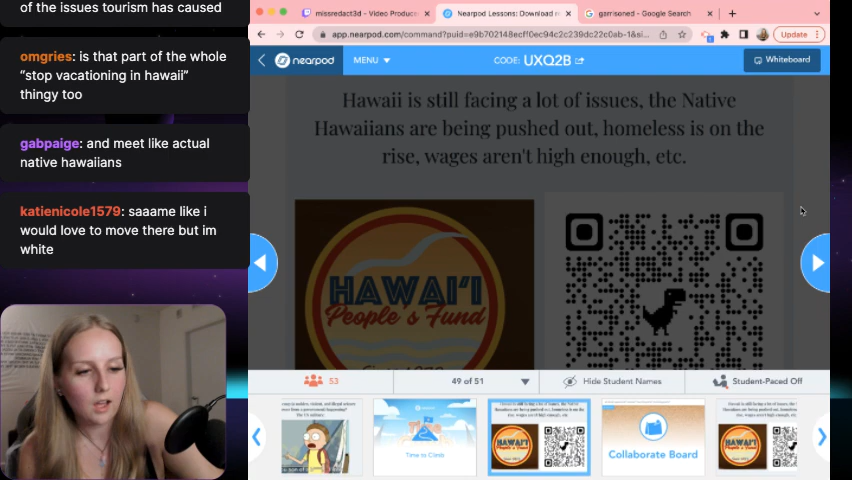 of the issues tourism has caused
omgries: is that part of the whole
“stop vacationing in hawaii”
thingy too
gabpaige: and meet like actual
native hawaiians
katienicole1579: saaame like i
would love to move there but im
white
missredact3d - Video Produce
Nearpod Lessons: Download r
garrisoned - Google Search
app.nearpod.com/command?puid=e9b702148ecff0ec94c2c239dc22c0ab-1&si...
Update
nearpod
MENU
CODE: UXQ2B
Whiteboard
Hawaii is still facing a lot of issues, the Native
Hawaiians are being pushed out, homeless is on the
rise, wages aren't high enough, etc.
HAWAI‘I
People's Fund
53
49 of 51
Hide Student Names
Student-Paced Off
Time to Climb
HAWAI‘I
Collaborate Board
HAWAI‘I